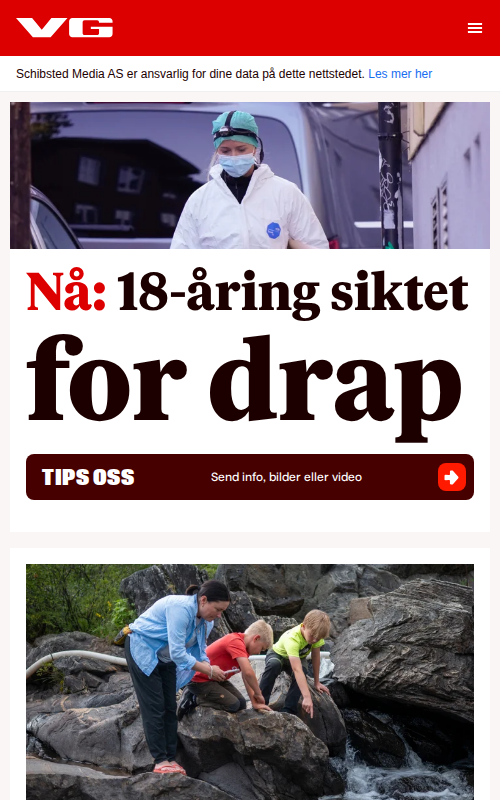 VG
Schibsted Media AS er ansvarlig for dine data på dette nettstedet. Les mer her
Nå: 18-åring siktet
for drap
TIPS OSS
Send info, bilder eller video